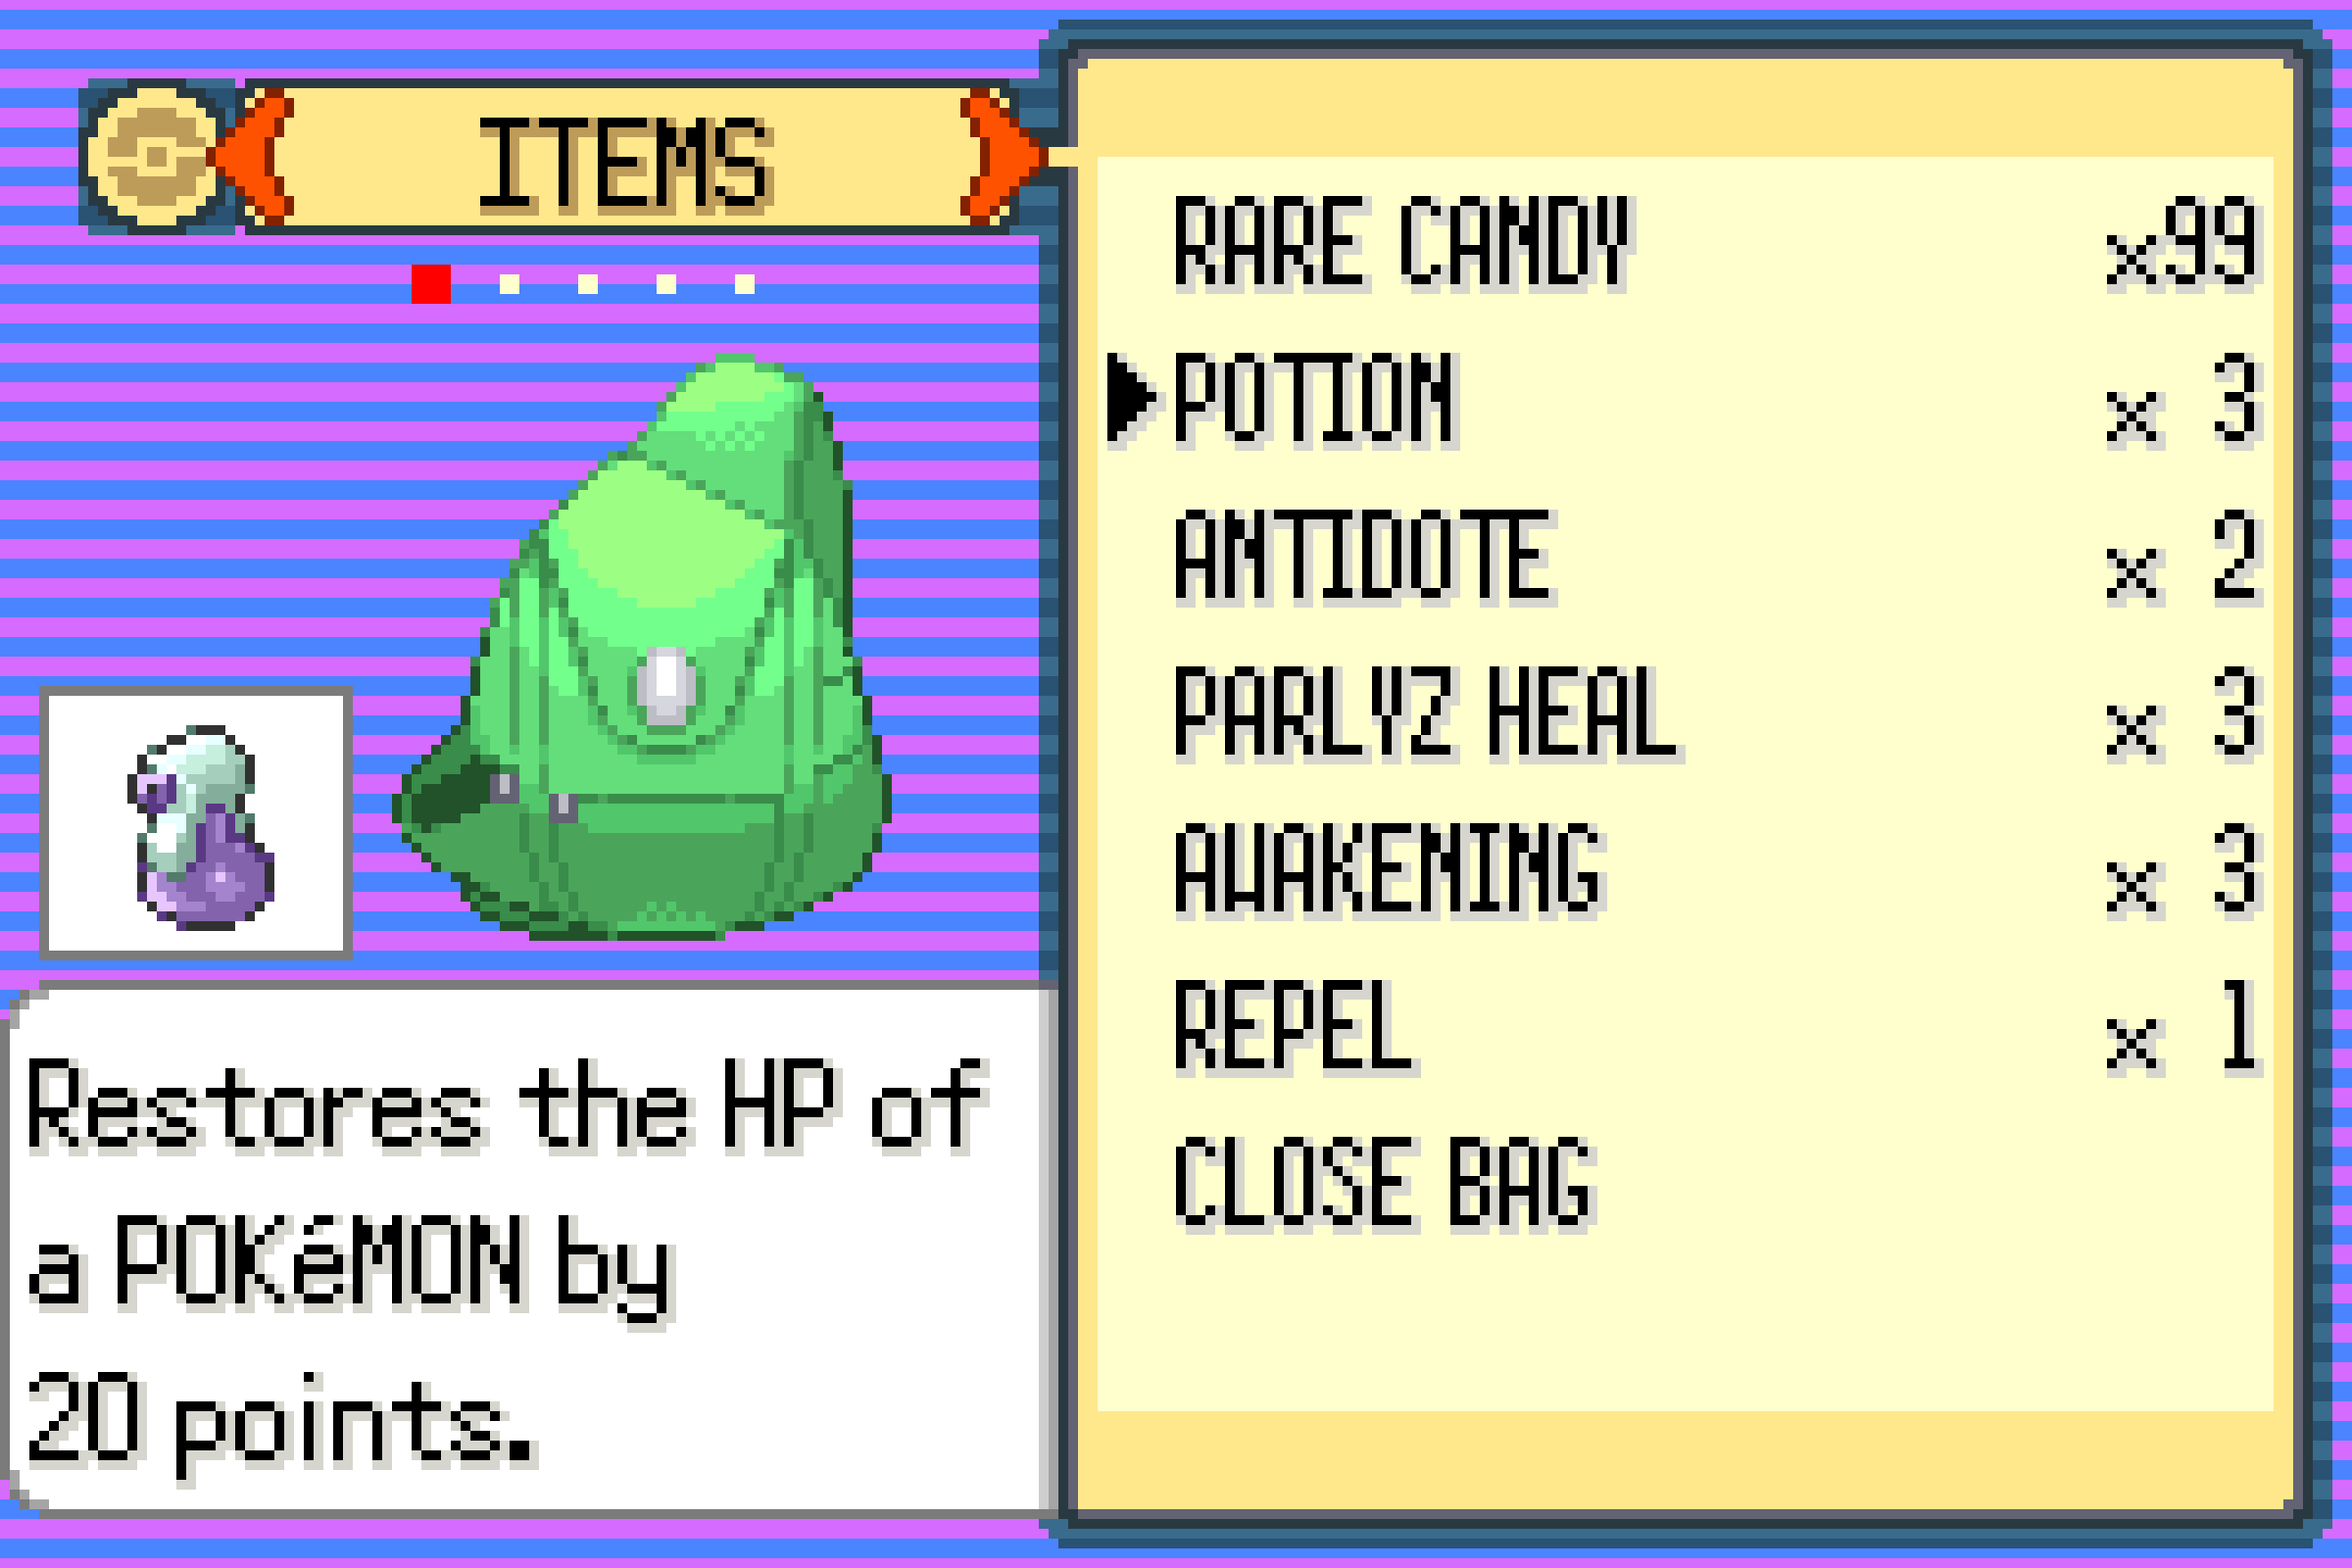 ITEMS
RARE CANDY ×99
POTION × 3
ANTIDOTE × 2
PARLYZ HEAL × 3
AWAKENING × 3
REPEL × 1
CLOSE BAG
Restores the HP of
a POKéMON by
20 points.